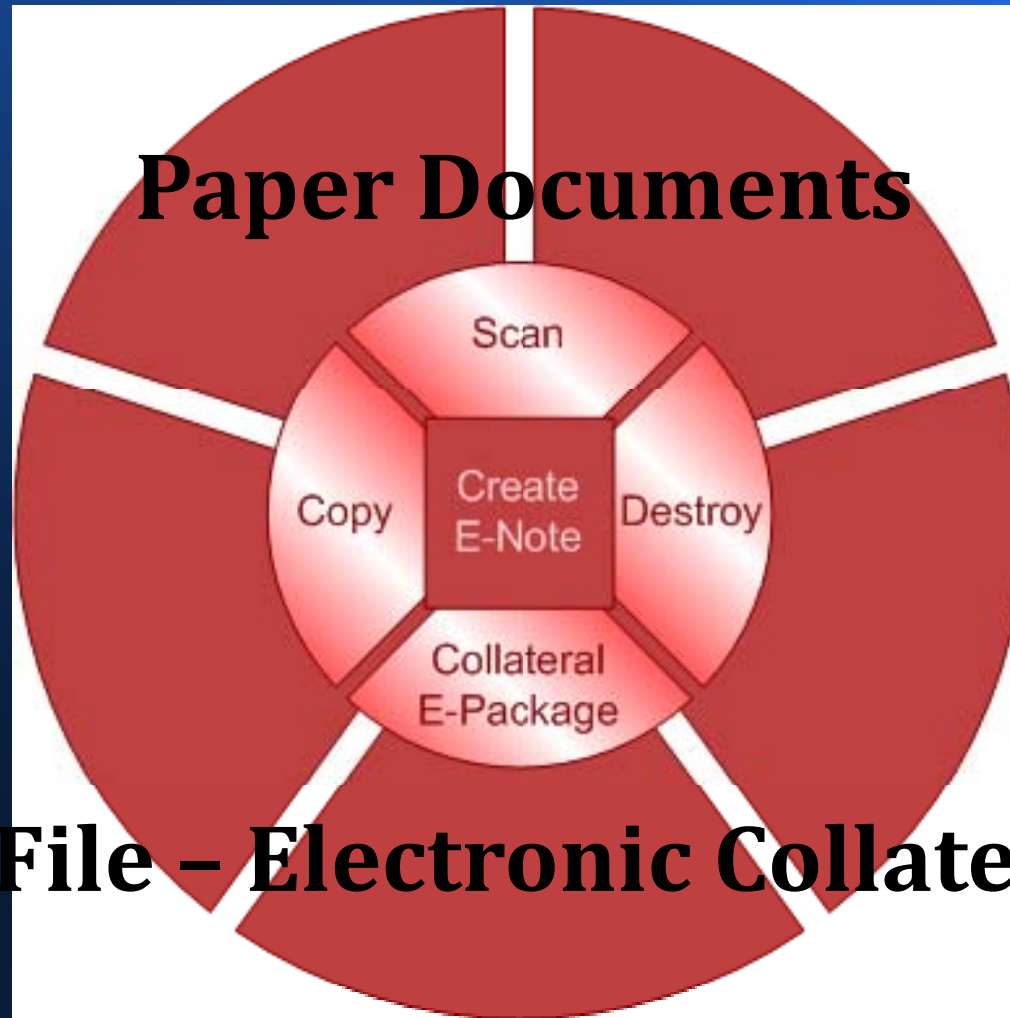 Paper Documents
Scan
Copy
Create
E-Note
Destroy
Collateral
E-Package
File – Electronic Collate